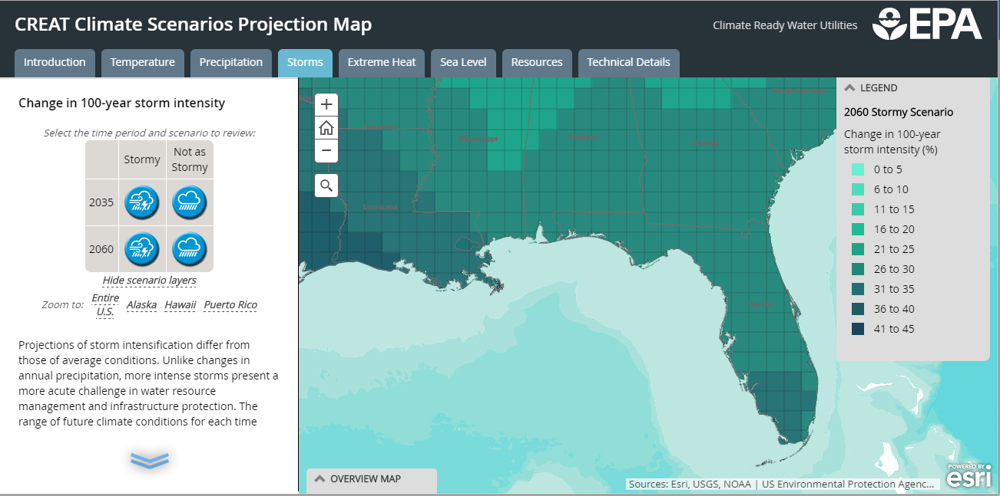 CREAT Climate Scenarios Projection Map
Climate Ready Water Utilities
EPA
Introduction
Temperature
Precipitation
Storms
Extreme Heat
Sea Level
Resources
Technical Details
Change in 100-year storm intensity
Select the time period and scenario to review:
Stormy
Not as
Stormy
2035
2060
Hide scenario layers
Zoom to:
Entire
U.S.
Alaska
Hawaii
Puerto Rico
Projections of storm intensification differ from
those of average conditions. Unlike changes in
annual precipitation, more intense storms present a
more acute challenge in water resource
management and infrastructure protection. The
range of future climate conditions for each time
+
−
Mississippi
Louisiana
LEGEND
2060 Stormy Scenario
Change in 100-year
storm intensity (%)
0 to 5
6 to 10
11 to 15
16 to 20
21 to 25
26 to 30
31 to 35
36 to 40
41 to 45
OVERVIEW MAP
Sources: Esri, USGS, NOAA | US Environmental Protection Agenc...
POWERED BY
esri